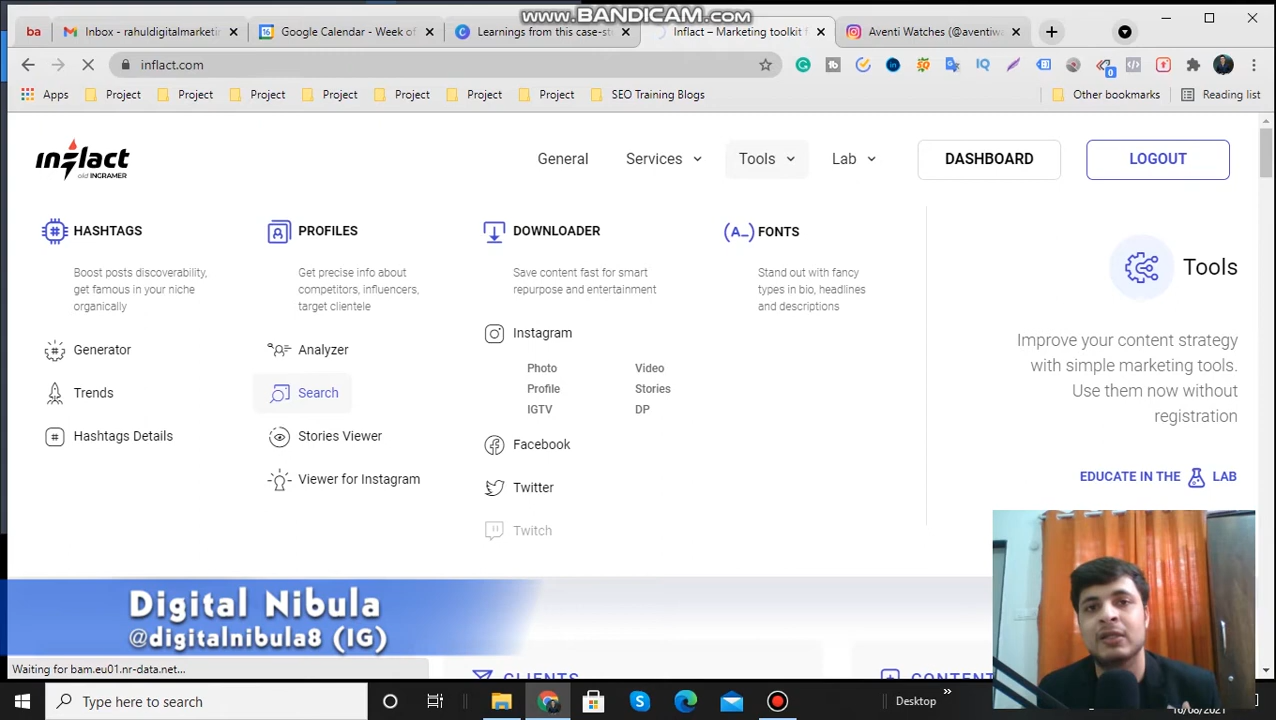 www.BANDICAM.com
ba
Inbox - rahuldigitalmarketi
Google Calendar - Week of
Learnings from this case-st
Inflact – Marketing toolkit f
Aventi Watches (@aventiwa
inflact.com
Apps
Project
Project
Project
Project
Project
Project
Project
SEO Training Blogs
Other bookmarks
Reading list
inflact
old INGRAMER
General
Services
Tools
Lab
DASHBOARD
LOGOUT
HASHTAGS
Boost posts discoverability,
get famous in your niche
organically
Generator
Trends
Hashtags Details
PROFILES
Get precise info about
competitors, influencers,
target clientele
Analyzer
Search
Stories Viewer
Viewer for Instagram
DOWNLOADER
Save content fast for smart
repurpose and entertainment
Instagram
Photo
Video
Profile
Stories
IGTV
DP
Facebook
Twitter
Twitch
FONTS
Stand out with fancy
types in bio, headlines
and descriptions
Tools
Improve your content strategy
with simple marketing tools.
Use them now without
registration
EDUCATE IN THE LAB
Digital Nibula
@digitalnibula8 (IG)
Waiting for bam.eu01.nr-data.net...
CLIENTS
Type here to search
Desktop